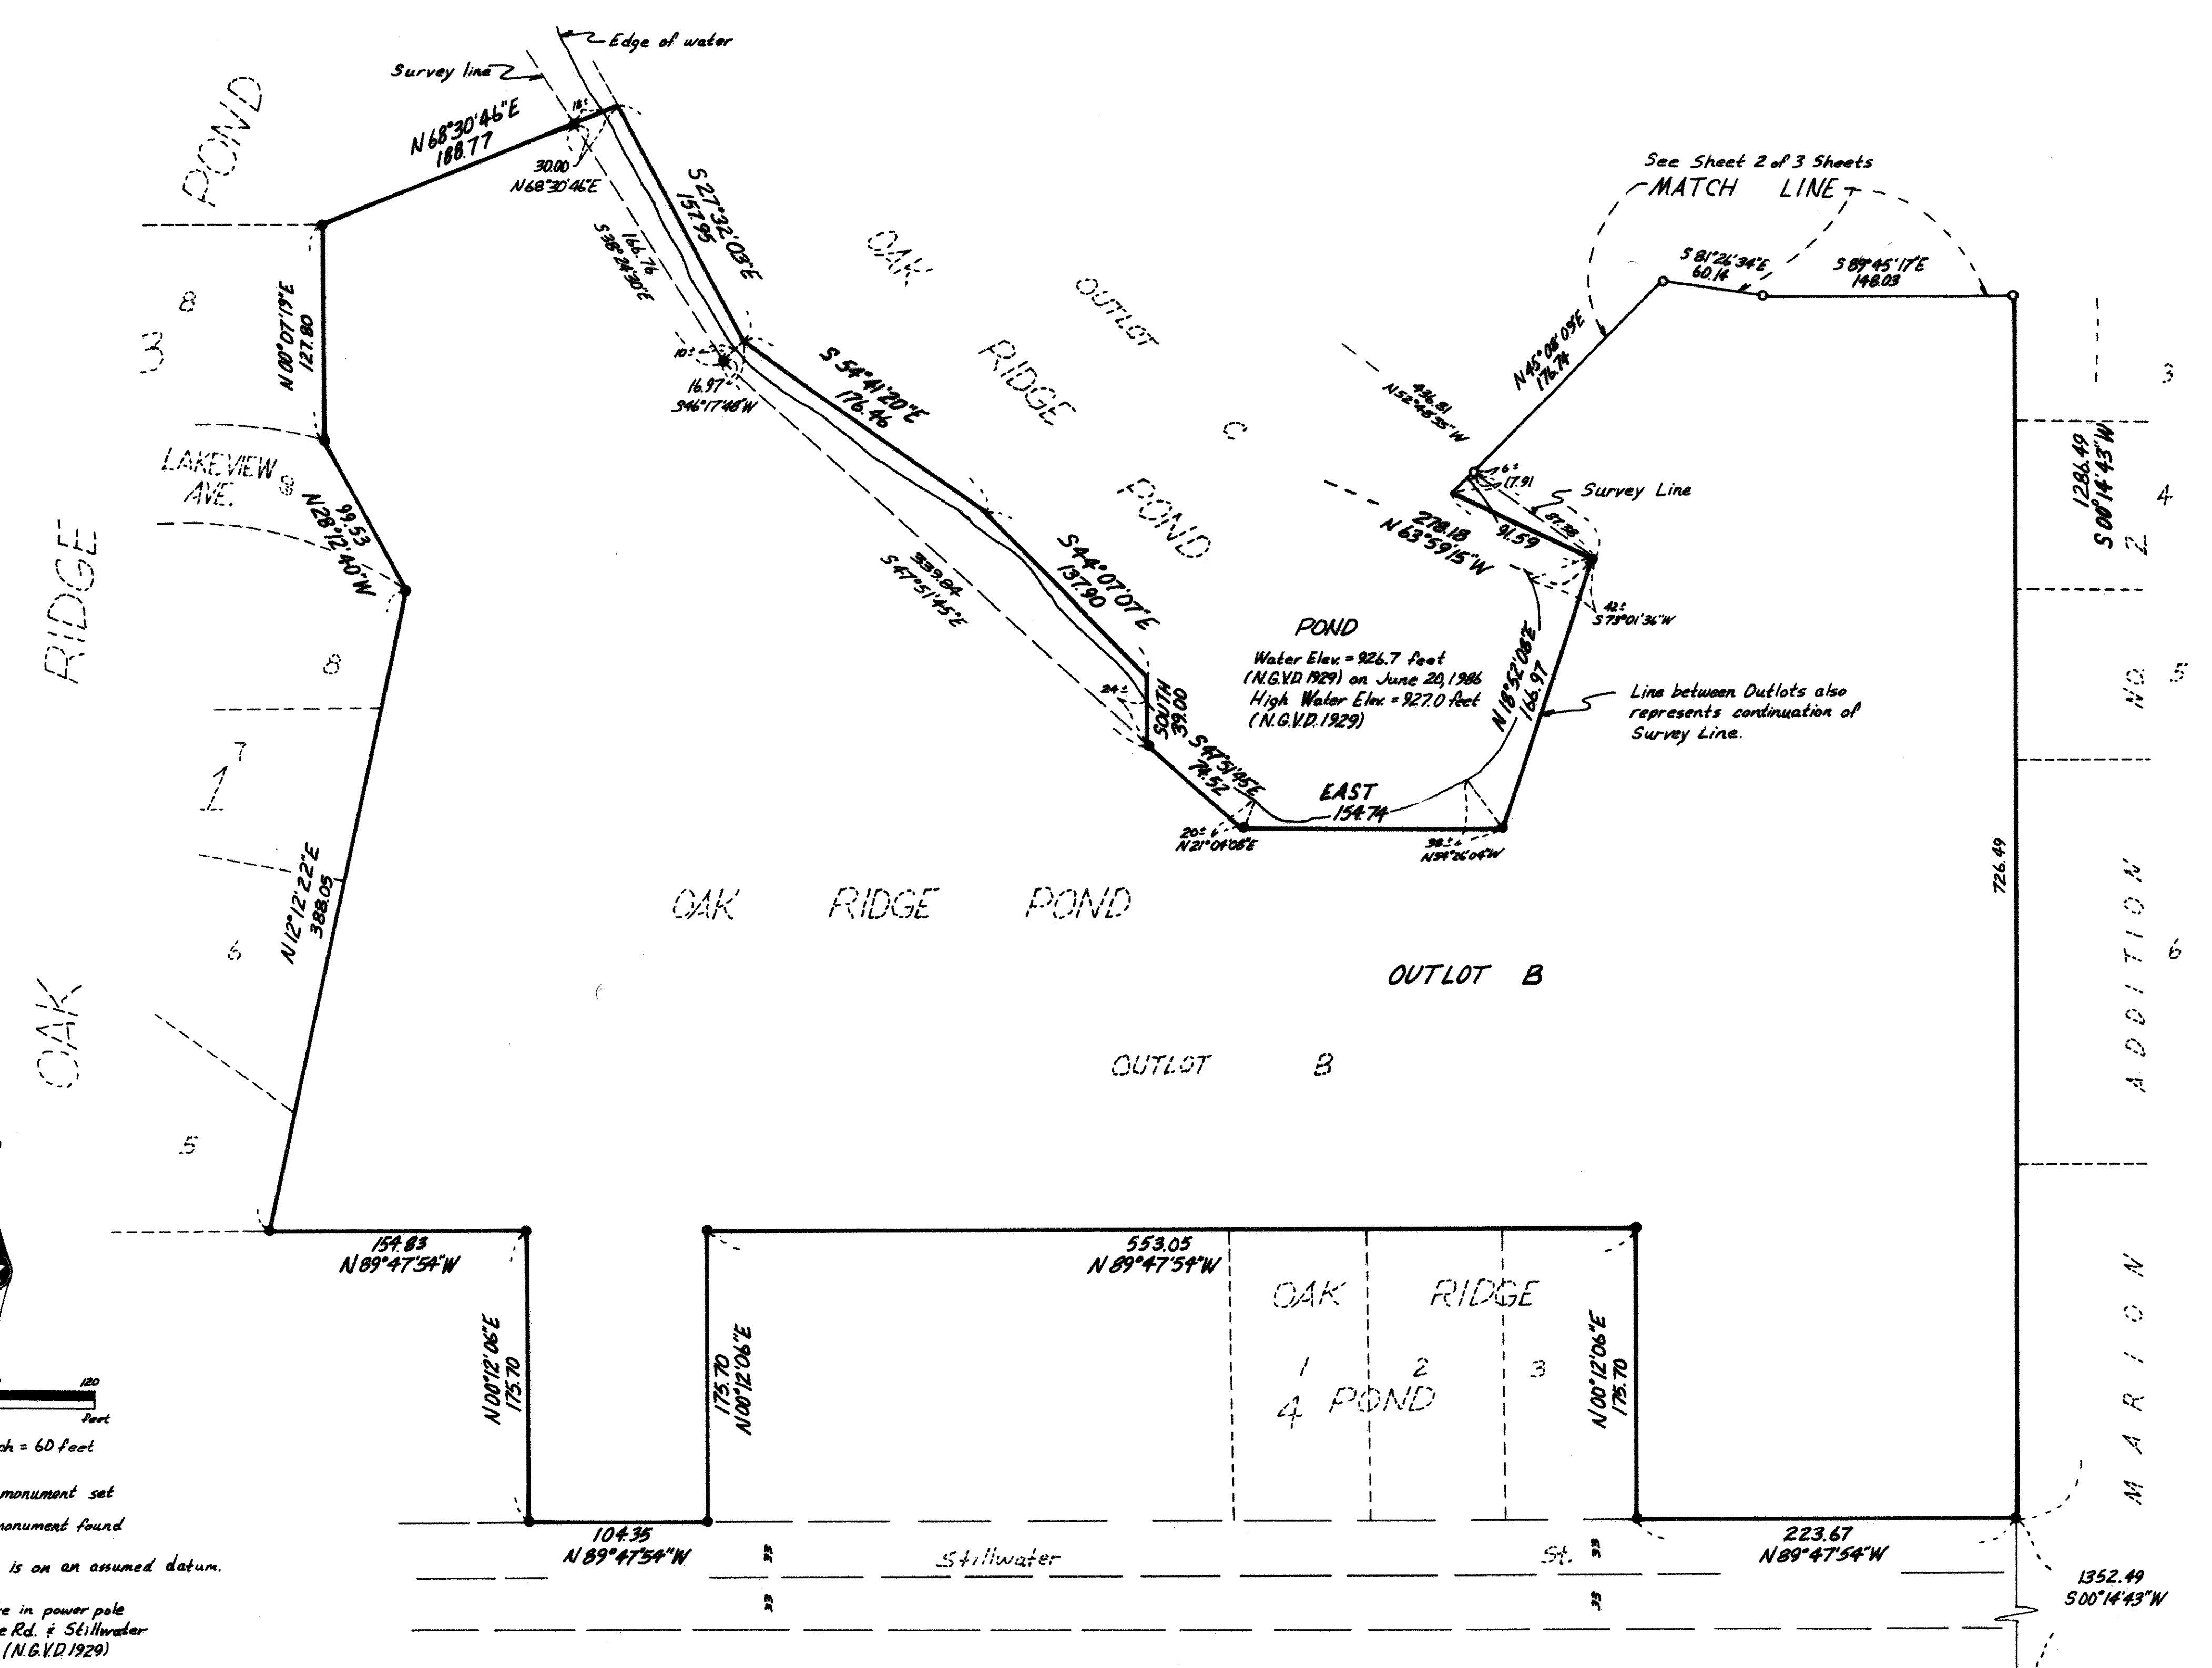 Edge of water
Survey line
POND
N68°30'46"E
188.77
18±
30.00
N68°30'46"E
S27°32'03"E
157.95
166.76
S38°24'30"E
See Sheet 2 of 3 Sheets
MATCH LINE
S81°26'34"E
60.14
S89°45'17"E
148.03
OAK
RIDGE
POND
OUTLOT
C
8
3
N00°07'19"E
127.80
10±
16.97
S46°17'48"W
S54°41'20"E
176.46
N45°08'09"E
176.74
436.81
N52°48'35"W
3
4
2
NO.
5
1286.49
S00°14'43"W
LAKEVIEW
AVE.
8
99.53
N28°12'40"W
6±
17.91
Survey Line
87.38
91.59
278.18
N63°59'15"W
42±
S73°01'36"W
RIDGE
8
339.84
S47°51'45"E
S44°07'07"E
137.90
POND
Water Elev. = 926.7 feet
(N.G.V.D. 1929) on June 20, 1986
High Water Elev. = 927.0 feet
(N.G.V.D. 1929)
N18°52'08"E
166.97
Line between Outlots also
represents continuation of
Survey Line.
24±
SOUTH
39.00
S47°51'45"E
74.52
EAST
154.74
20±
N21°04'08"E
38±
7
1
N12°12'22"E
388.05
6
OAK RIDGE POND
OUTLOT B
OUTLOT B
726.49
6
ADDITION
MARION
OAK
5
154.83
N89°47'54"W
553.05
N89°47'54"W
N00°12'06"E
175.70
175.70
N00°12'06"E
OAK RIDGE
1 2 3
4 POND
N00°12'06"E
175.70
120
feet
ch = 60 feet
monument set
monument found
is on an assumed datum.
e in power pole
e Rd. & Stillwater
(N.G.V.D. 1929)
104.35
N89°47'54"W
33
33
Stillwater St.
33
33
223.67
N89°47'54"W
1352.49
S00°14'43"W